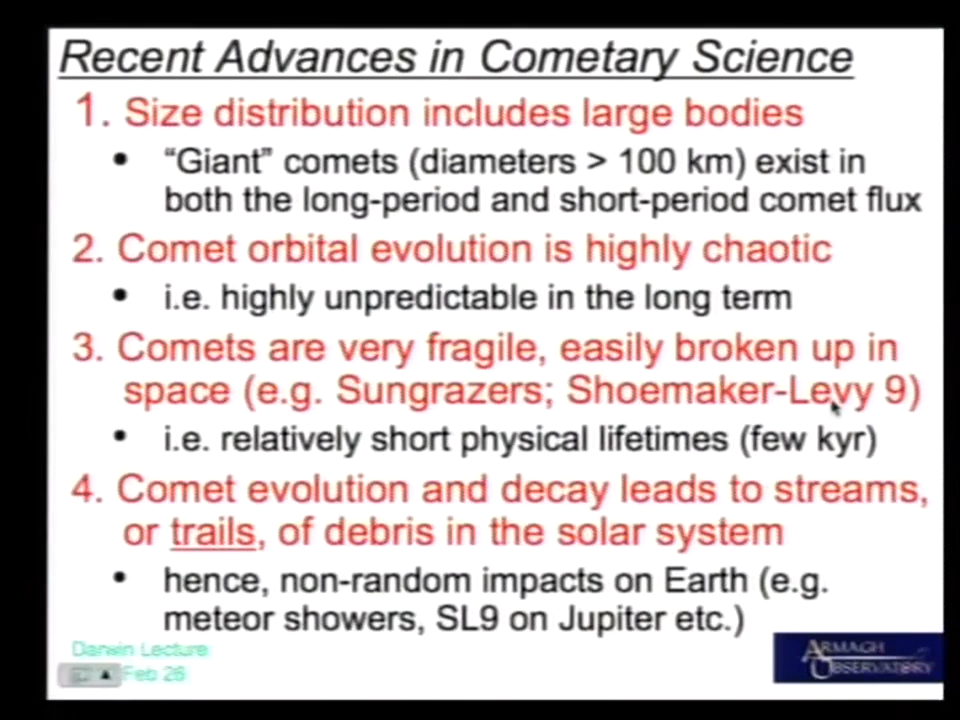 Recent Advances in Cometary Science
1. Size distribution includes large bodies
• “Giant” comets (diameters > 100 km) exist in
both the long-period and short-period comet flux
2. Comet orbital evolution is highly chaotic
• i.e. highly unpredictable in the long term
3. Comets are very fragile, easily broken up in
space (e.g. Sungrazers; Shoemaker-Levy 9)
• i.e. relatively short physical lifetimes (few kyr)
4. Comet evolution and decay leads to streams,
or trails, of debris in the solar system
• hence, non-random impacts on Earth (e.g.
meteor showers, SL9 on Jupiter etc.)
Darwin Lecture
Feb 26
ARMAGH
OBSERVATORY